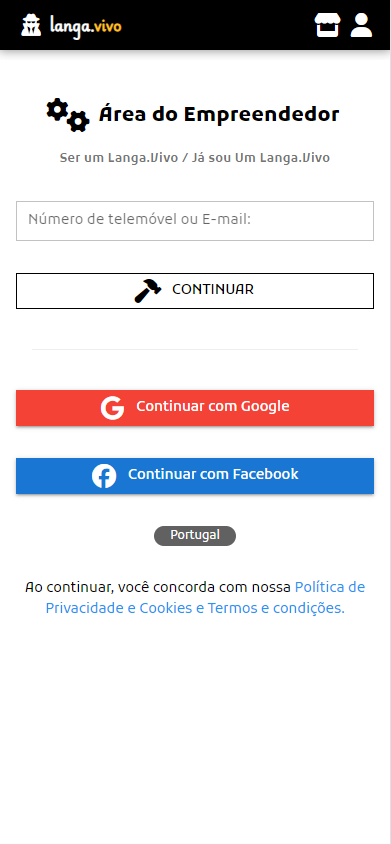 langa.vivo
Área do Empreendedor
Ser um Langa.Vivo / Já sou Um Langa.Vivo
Número de telemóvel ou E-mail:
CONTINUAR
Continuar com Google
Continuar com Facebook
Portugal
Ao continuar, você concorda com nossa Política de
Privacidade e Cookies e Termos e condições.